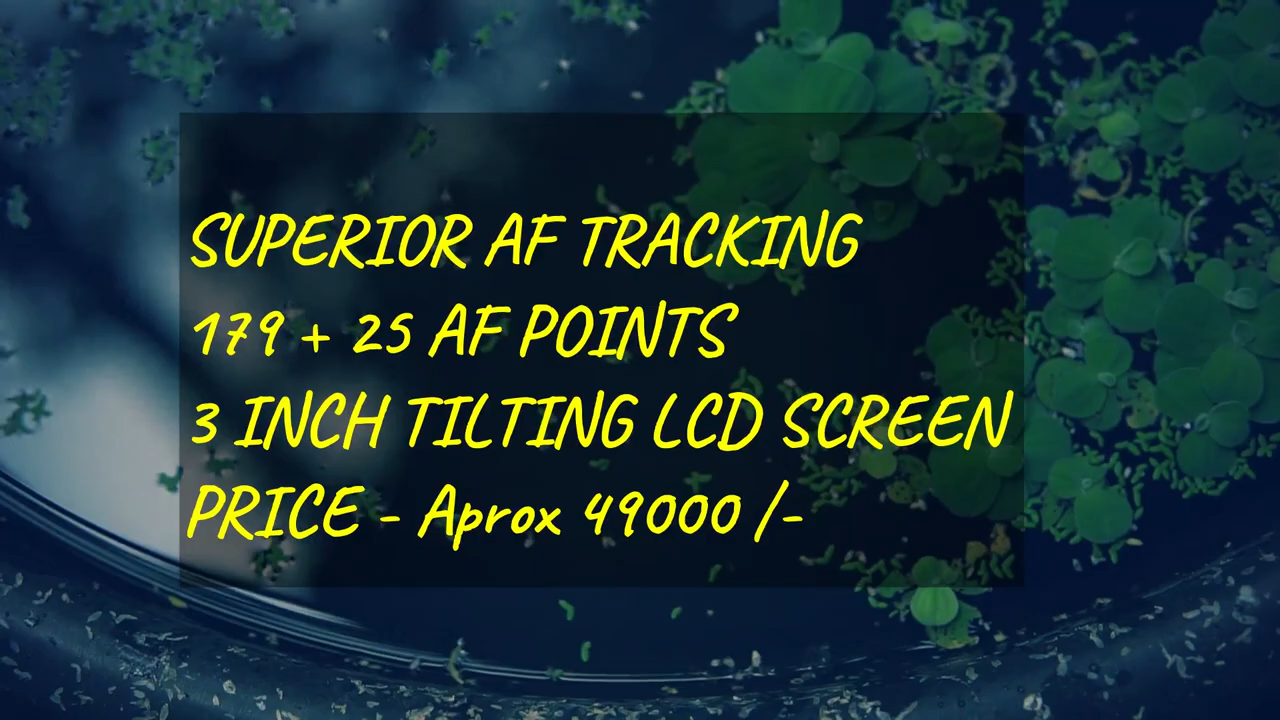 SUPERIOR AF TRACKING
179 + 25 AF POINTS
3 INCH TILTING LCD SCREEN
PRICE - Aprox 49000 /-